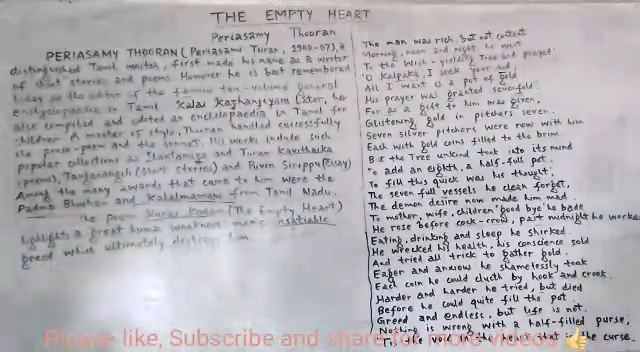 THE EMPTY HEART
Periasamy Thooran
PERIASAMY THOORAN (Periasami Turan, 1908-87), a
distinguished Tamil writer, first made his name as a writer
of short stories and poems. However he is best remembered
today as the editor of the famous ten-volume general
Encyclopaedia in Tamil Kalai Kazhanjiyam Later, he
also compiled and edited an enclopaedia in Tamil for
children. A master of style, Thuran handled successfully
the prose-poem and the sonnet. His works include such
popular collections as and Turan
(poems), (short stories) and (Essay)
Among the many awards that came to him were the
Padma Bhushan and Kalaimamani from Tamil Nadu.
The poem Kurai Kudam (The Empty Heart)
highlights a great human weakness man's insatiable
greed which ultimately destroys him
The man was rich, but not content
Morning, noon and night he went
To the Wish-yielding Tree and prayed:
'O Kalpaka, I seek your aid,
All I want is a pot of gold
His prayer was granted sevenfold
For as a gift to him was given,
Glistening gold in pitchers seven.
Seven silver pitchers were now with him
Each with gold coins filled to the brim.
But the Tree unkind took into its mind
To add an eighth, a half-full pot.
To fill this quick was his thought,
The seven full vessels he clean forgot,
The demon desire now made him mad.
To mother, wife, children 'good bye' he bade
He rose before cock-crow, past midnight he worke
Eating, drinking and sleep he shirked.
He wrecked his health, his conscience sold
And tried all trick to gather gold.
Eager and anxious he shamelessly took
Each coin he could clutch by hook and crook.
Harder and harder he tried, but died
Before he could quite fill the pot.
Greed and endless, but life is not.
Nothing is wrong with a half-filled purse,
'Tis the void in the heart that is the curse.
Please like, Subscribe and share for more videos 👍